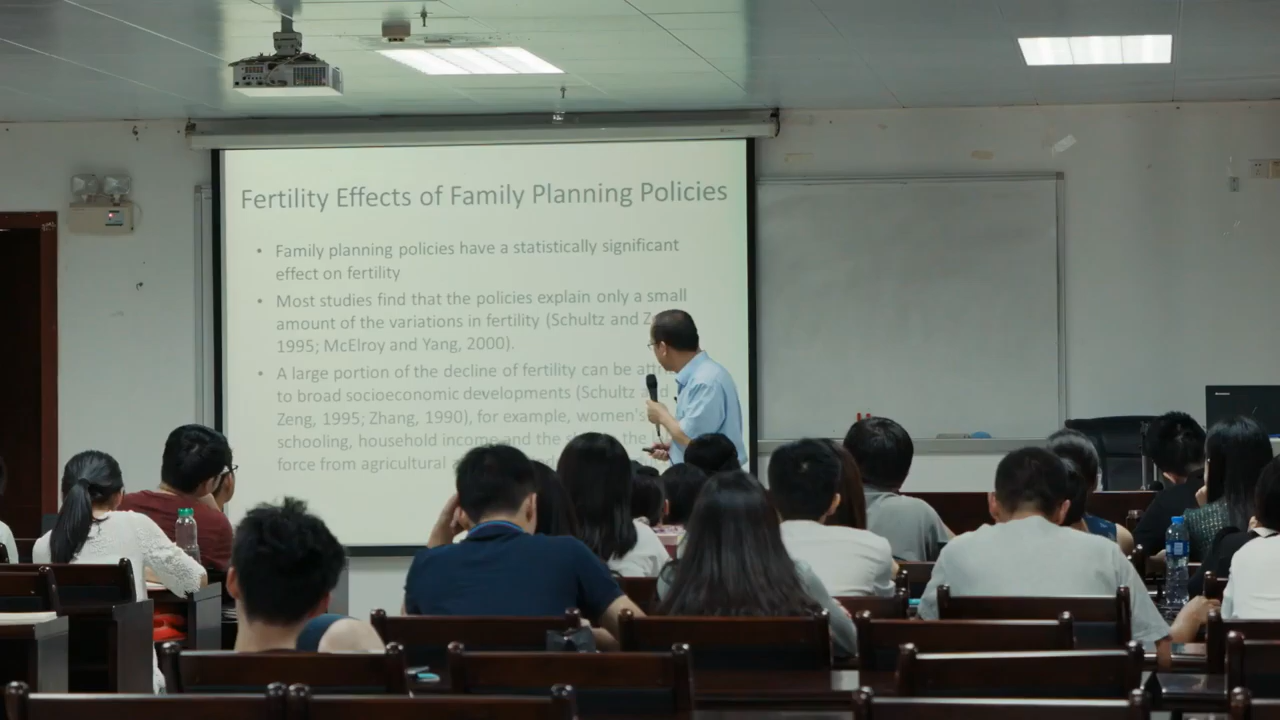 Fertility Effects of Family Planning Policies
• Family planning policies have a statistically significant
effect on fertility
• Most studies find that the policies explain only a small
amount of the variations in fertility (Schultz and
1995; McElroy and Yang, 2000).
• A large portion of the decline of fertility can be
to broad socioeconomic developments (Schultz
Zeng, 1995; Zhang, 1990), for example, women's
schooling, household income and the the
force from agricultural